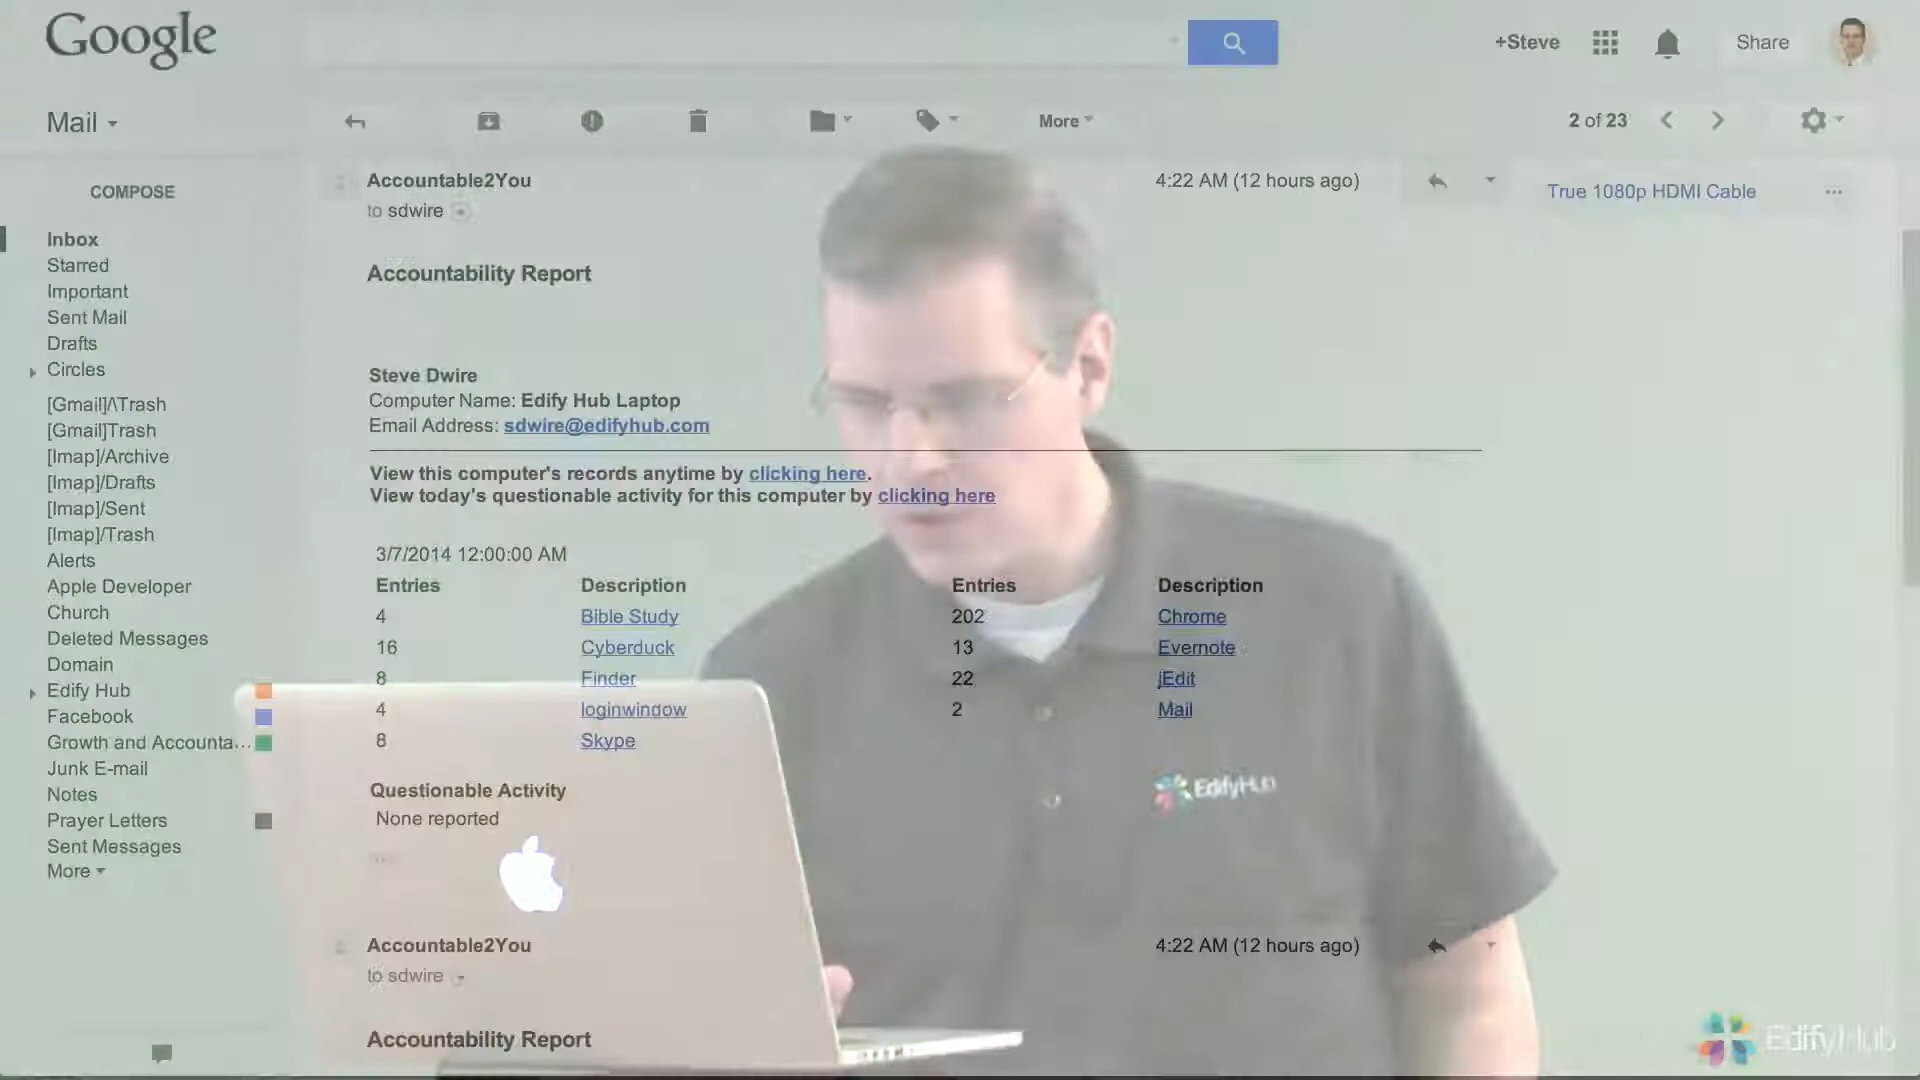 Google
+Steve
Share
Mail
More
2 of 23
COMPOSE
Inbox
Starred
Important
Sent Mail
Drafts
Circles
[Gmail]/\Trash
[Gmail]Trash
[Imap]/Archive
[Imap]/Drafts
[Imap]/Sent
[Imap]/Trash
Alerts
Apple Developer
Church
Deleted Messages
Domain
Edify Hub
Facebook
Growth and Accounta...
Junk E-mail
Notes
Prayer Letters
Sent Messages
More
Accountable2You
4:22 AM (12 hours ago)
to sdwire
True 1080p HDMI Cable
Accountability Report
Steve Dwire
Computer Name: Edify Hub Laptop
Email Address: sdwire@edifyhub.com
View this computer's records anytime by clicking here.
View today's questionable activity for this computer by clicking here
3/7/2014 12:00:00 AM
Entries Description Entries Description
4 Bible Study 202 Chrome
16 Cyberduck 13 Evernote
8 Finder 22 jEdit
4 loginwindow 2 Mail
8 Skype
Questionable Activity
None reported
EdifyHub
Accountable2You
4:22 AM (12 hours ago)
to sdwire
Accountability Report
EdifyHub